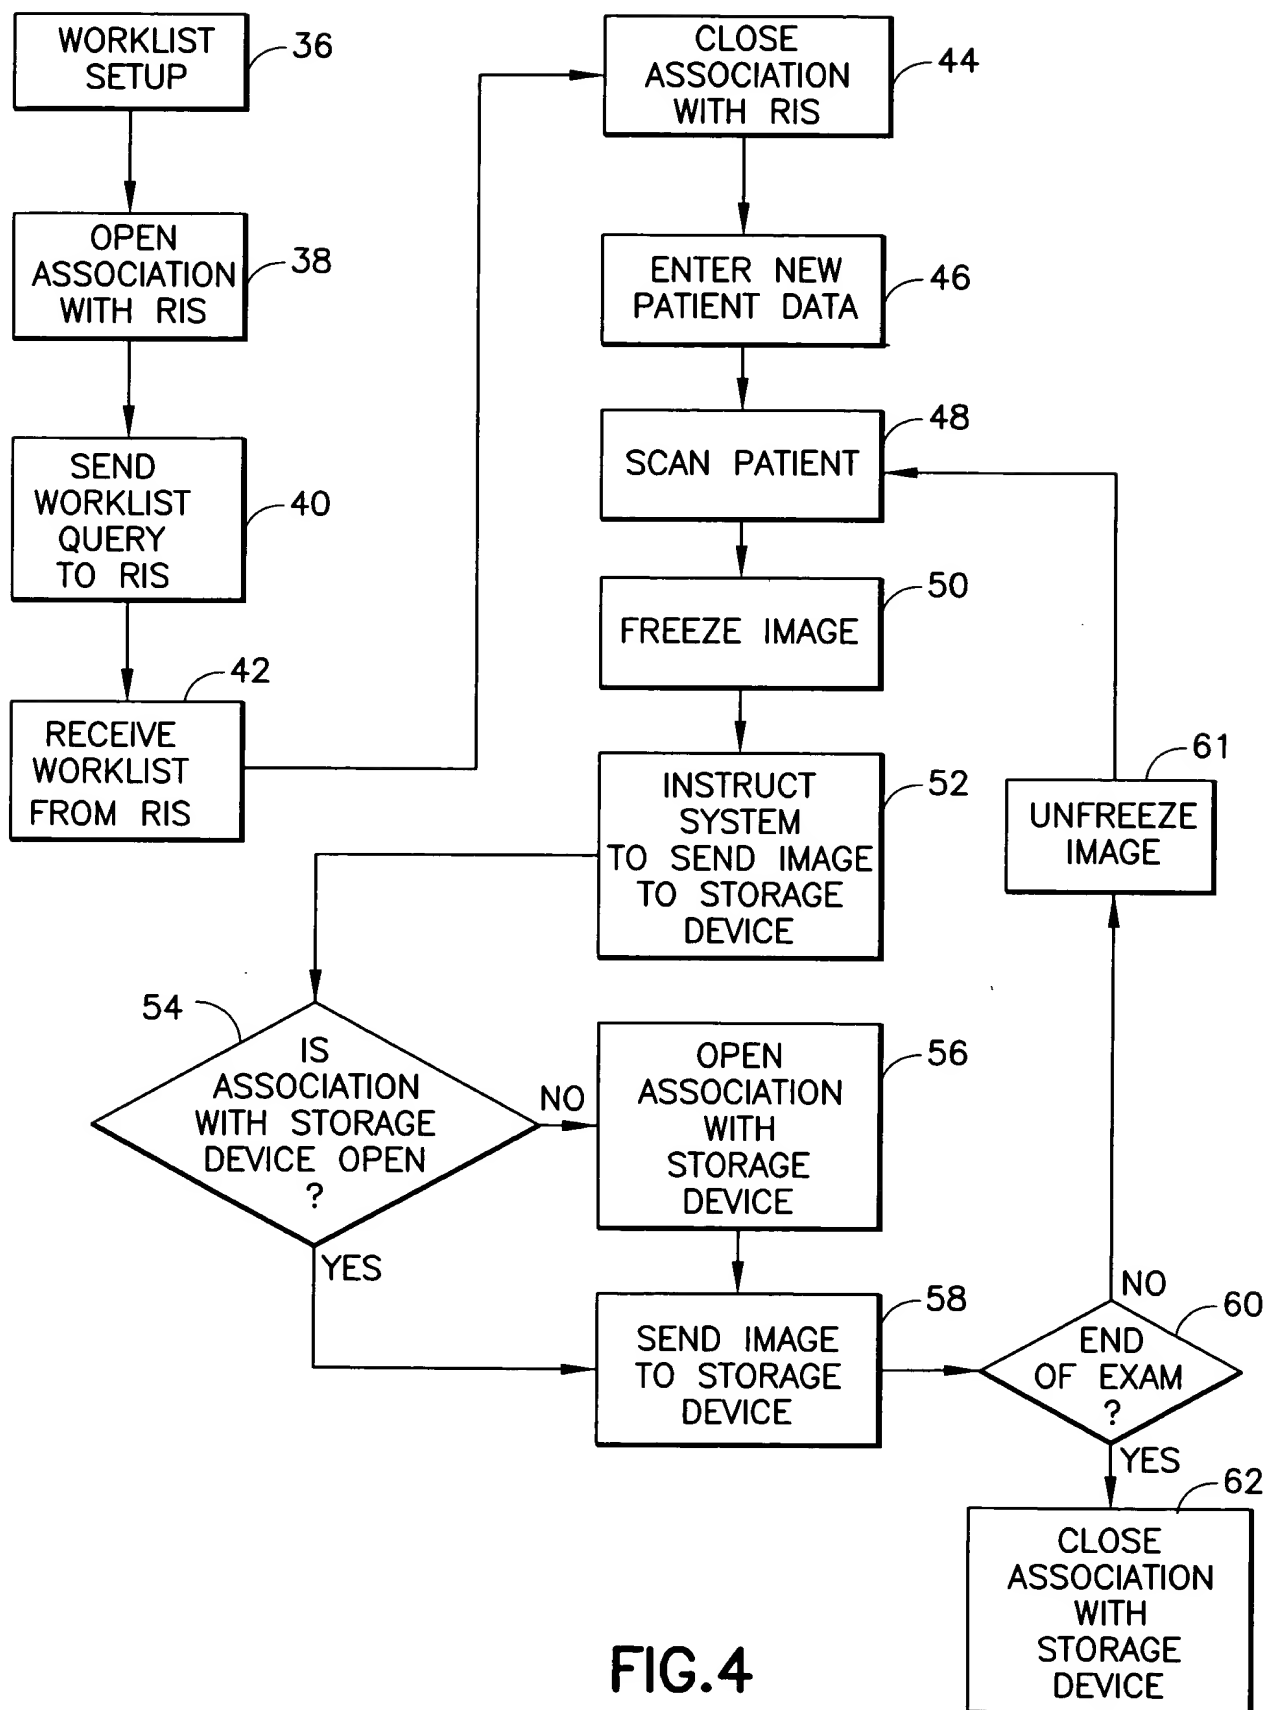 WORKLIST
SETUP
36
OPEN
ASSOCIATION
WITH RIS
38
SEND
WORKLIST
QUERY
TO RIS
40
42
RECEIVE
WORKLIST
FROM RIS
CLOSE
ASSOCIATION
WITH RIS
44
ENTER NEW
PATIENT DATA
46
SCAN PATIENT
48
FREEZE IMAGE
50
INSTRUCT
SYSTEM
TO SEND IMAGE
TO STORAGE
DEVICE
52
54
IS
ASSOCIATION
WITH STORAGE
DEVICE OPEN
?
NO
YES
OPEN
ASSOCIATION
WITH
STORAGE
DEVICE
56
SEND IMAGE
TO STORAGE
DEVICE
58
END
OF EXAM
?
60
NO
UNFREEZE
IMAGE
61
YES
62
CLOSE
ASSOCIATION
WITH
STORAGE
DEVICE
FIG.4